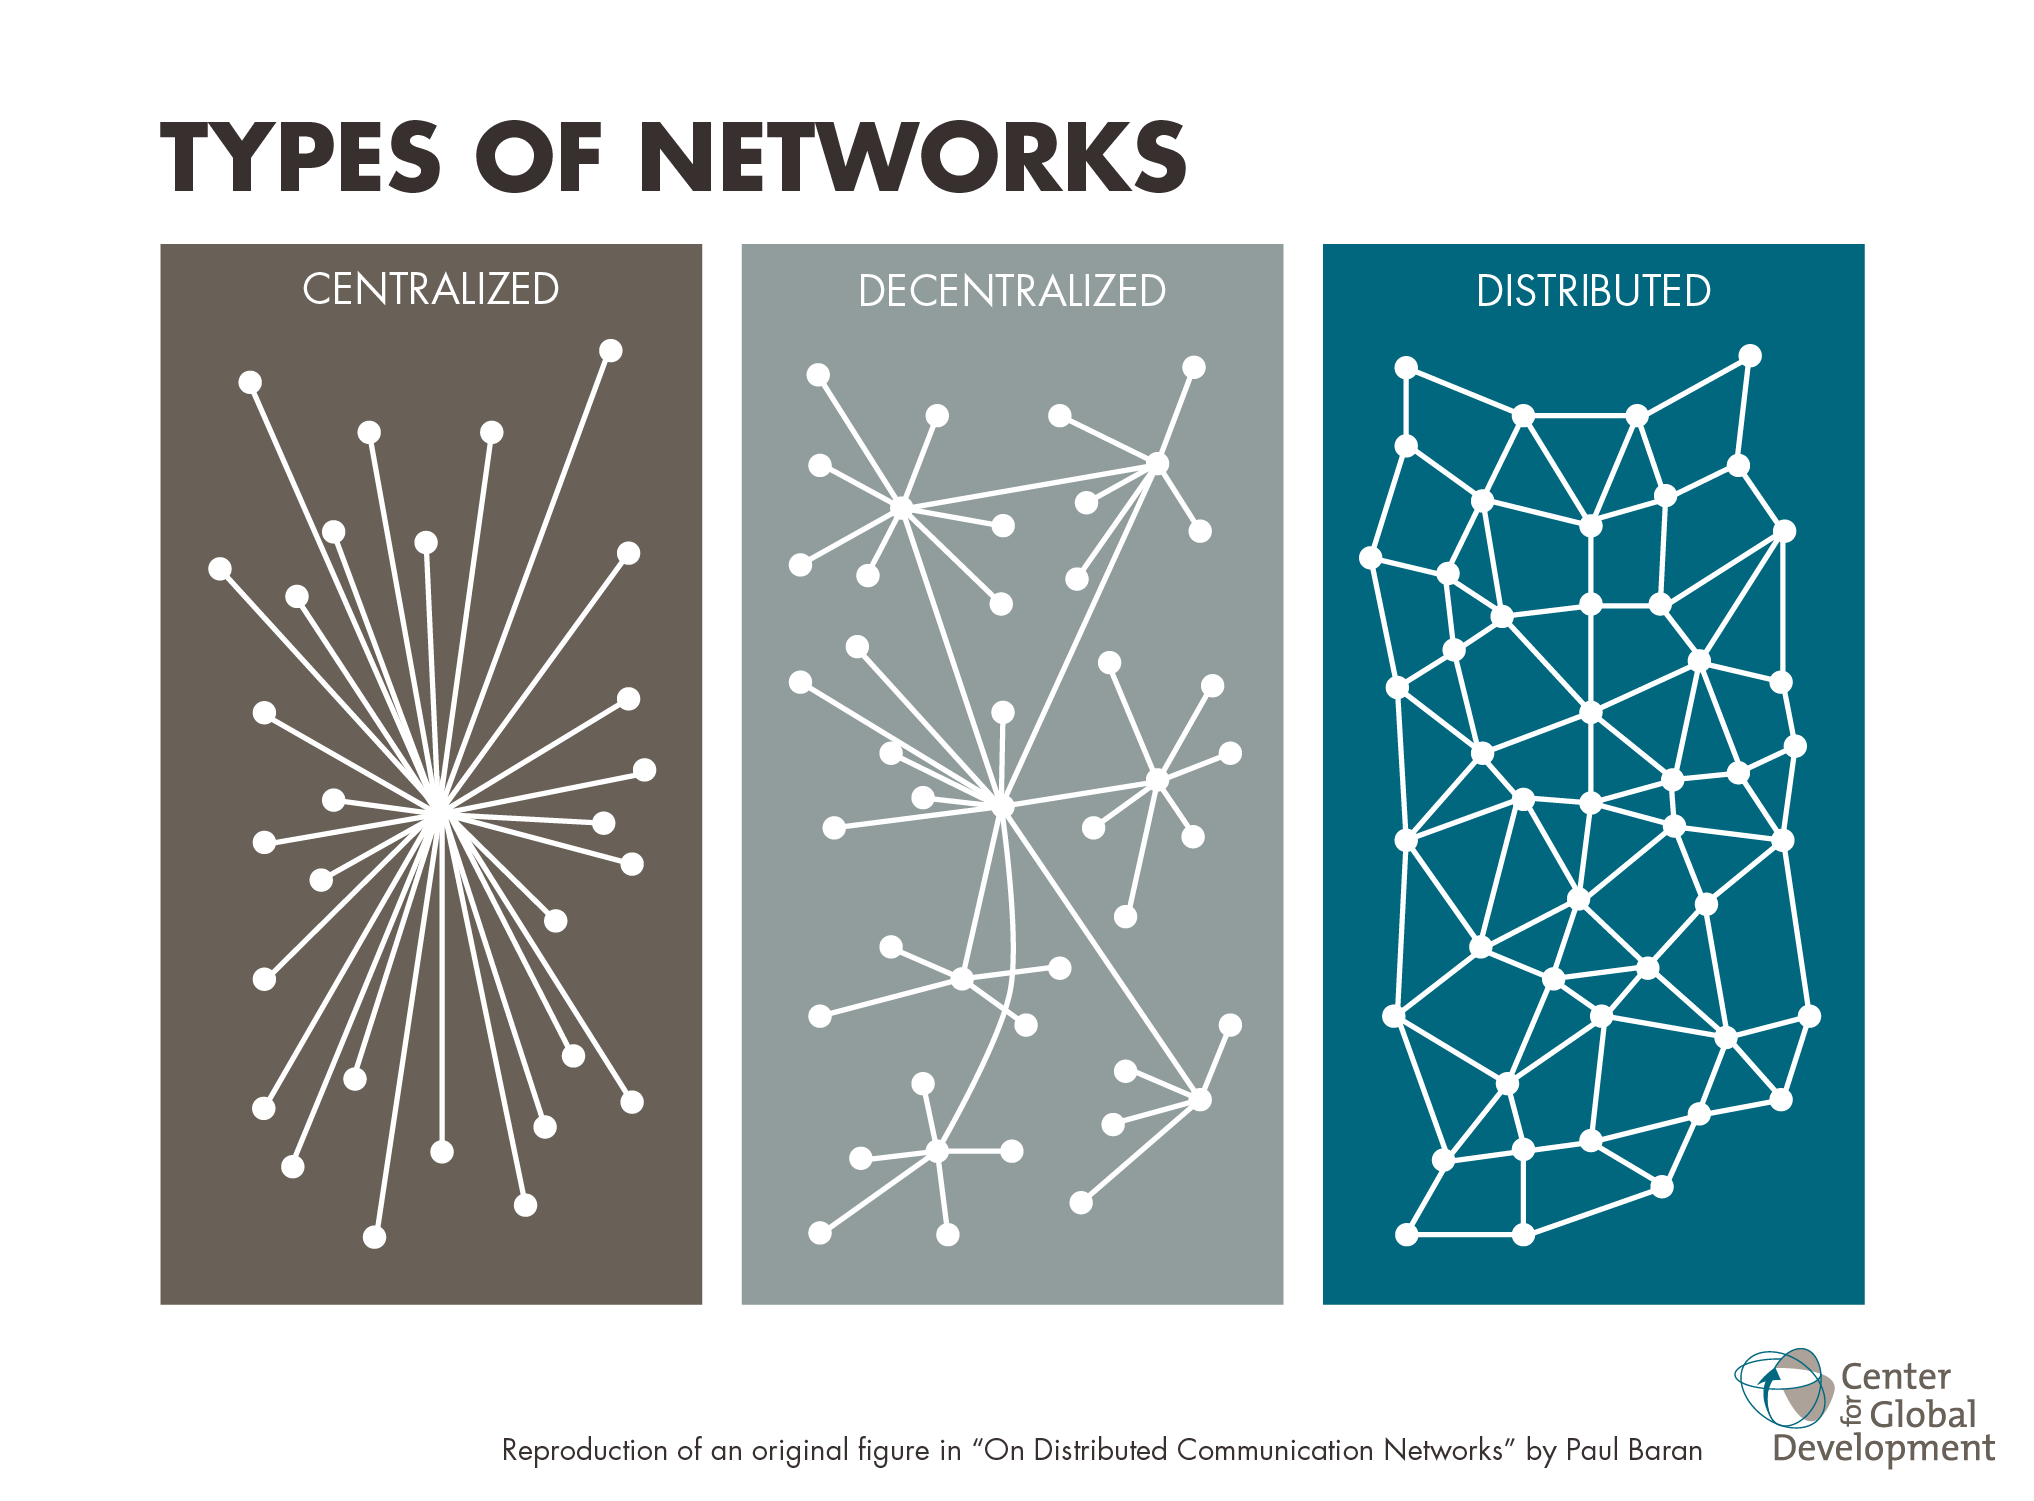 TYPES OF NETWORKS
CENTRALIZED
DECENTRALIZED
DISTRIBUTED
Reproduction of an original figure in “On Distributed Communication Networks” by Paul Baran
Center
for Global
Development